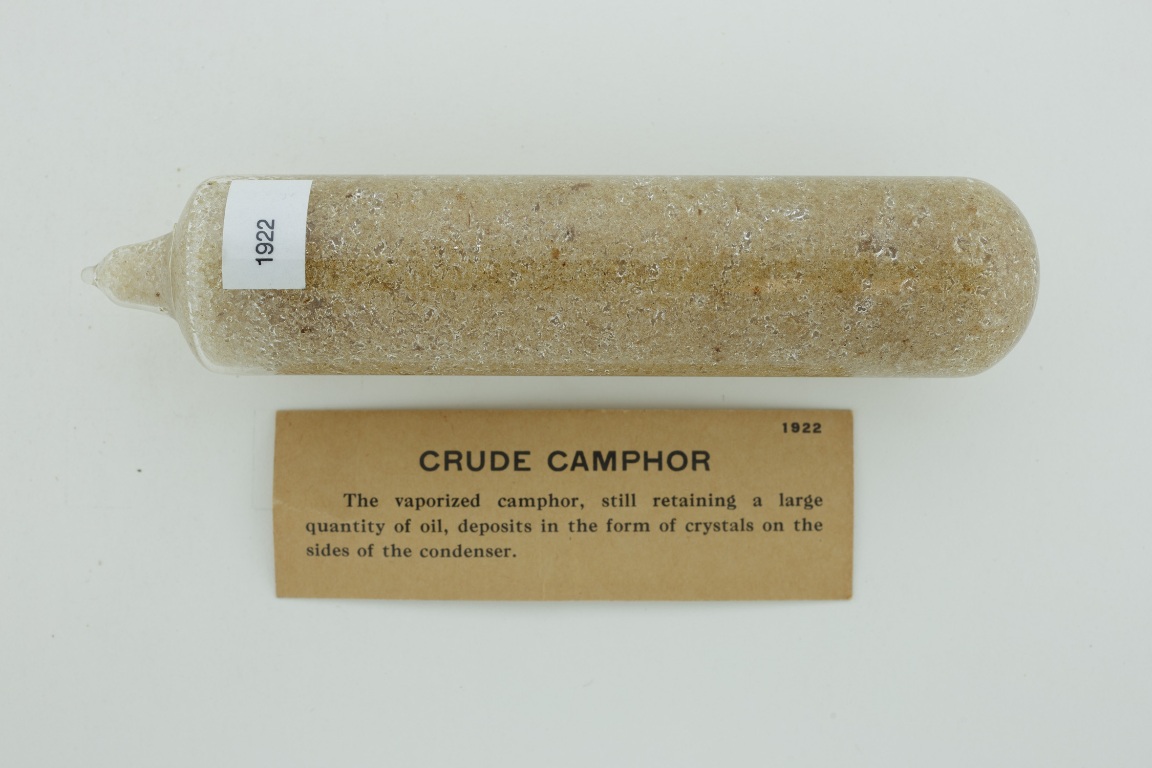 1922
1922
CRUDE CAMPHOR
The vaporized camphor, still retaining a large
quantity of oil, deposits in the form of crystals on the
sides of the condenser.